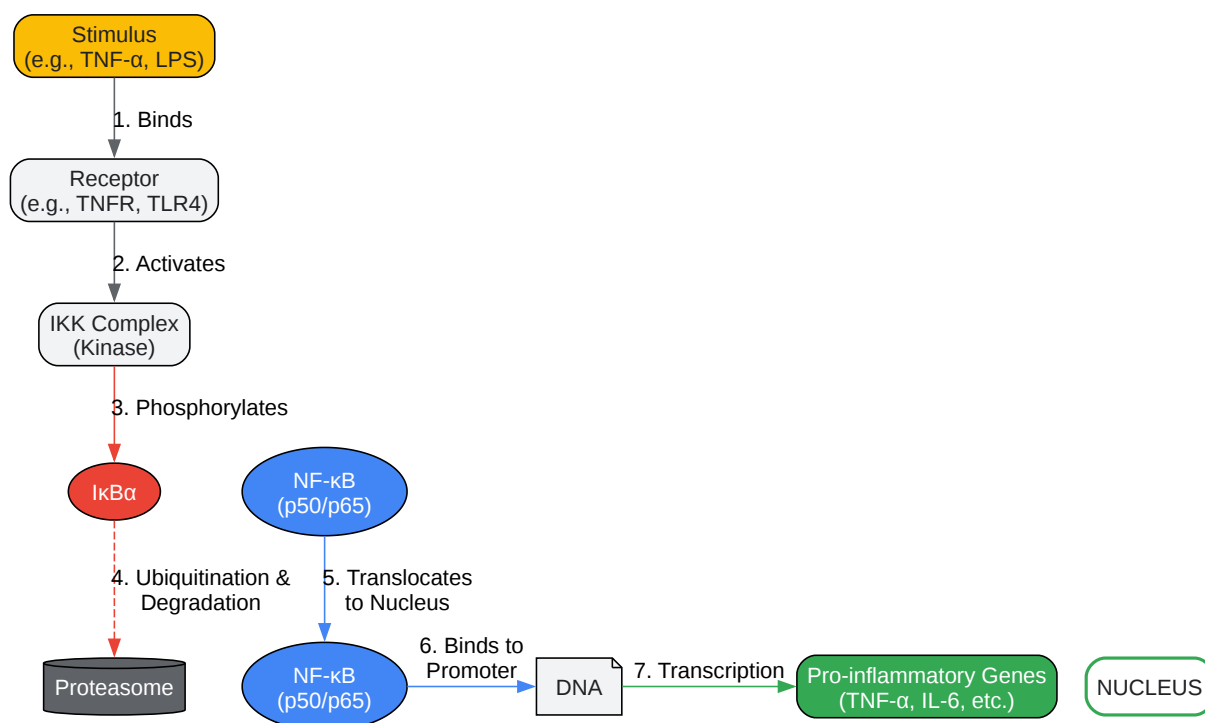 Stimulus
(e.g., TNF-α, LPS)
1. Binds
Receptor
(e.g., TNFR, TLR4)
2. Activates
IKK Complex
(Kinase)
3. Phosphorylates
IκBα
NF-κB
(p50/p65)
4. Ubiquitination &
Degradation
5. Translocates
to Nucleus
Proteasome
NF-κB
(p50/p65)
6. Binds to
Promoter
DNA
7. Transcription
Pro-inflammatory Genes
(TNF-α, IL-6, etc.)
NUCLEUS